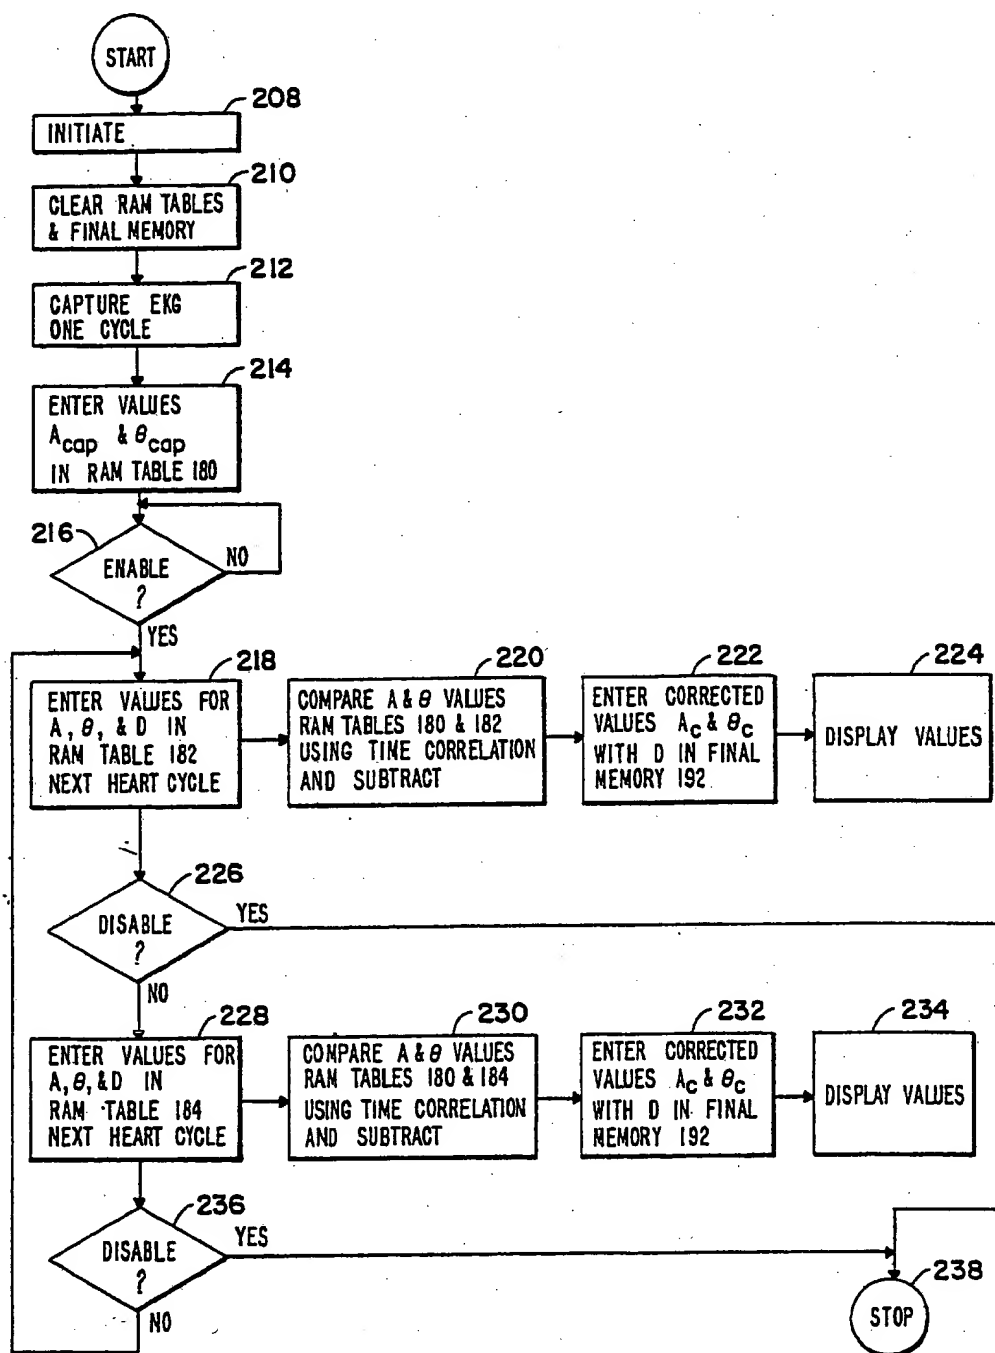 START
208
INITIATE
210
CLEAR RAM TABLES
& FINAL MEMORY
212
CAPTURE EKG
ONE CYCLE
214
ENTER VALUES
Acap & θcap
IN RAM TABLE 180
216
ENABLE
?
NO
YES
218
ENTER VALUES FOR
A, θ, & D IN
RAM TABLE 182
NEXT HEART CYCLE
220
COMPARE A & θ VALUES
RAM TABLES 180 & 182
USING TIME CORRELATION
AND SUBTRACT
222
ENTER CORRECTED
VALUES Ac & θc
WITH D IN FINAL
MEMORY 192
224
DISPLAY VALUES
226
DISABLE
?
YES
NO
228
ENTER VALUES FOR
A, θ, & D IN
RAM TABLE 184
NEXT HEART CYCLE
230
COMPARE A & θ VALUES
RAM TABLES 180 & 184
USING TIME CORRELATION
AND SUBTRACT
232
ENTER CORRECTED
VALUES Ac & θc
WITH D IN FINAL
MEMORY 192
234
DISPLAY VALUES
236
DISABLE
?
YES
NO
238
STOP